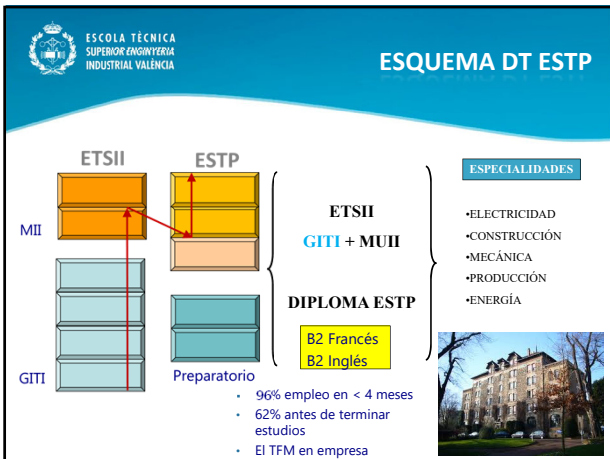 ESCOLA TÈCNICA
SUPERIOR ENGINYERIA
INDUSTRIAL VALÈNCIA
ESQUEMA DT ESTP
ETSII
ESTP
MII
GITI
Preparatorio
ETSII
GITI + MUII
DIPLOMA ESTP
B2 Francés
B2 Inglés
• 96% empleo en < 4 meses
• 62% antes de terminar
estudios
• El TFM en empresa
ESPECIALIDADES
•ELECTRICIDAD
•CONSTRUCCIÓN
•MECÁNICA
•PRODUCCIÓN
•ENERGÍA